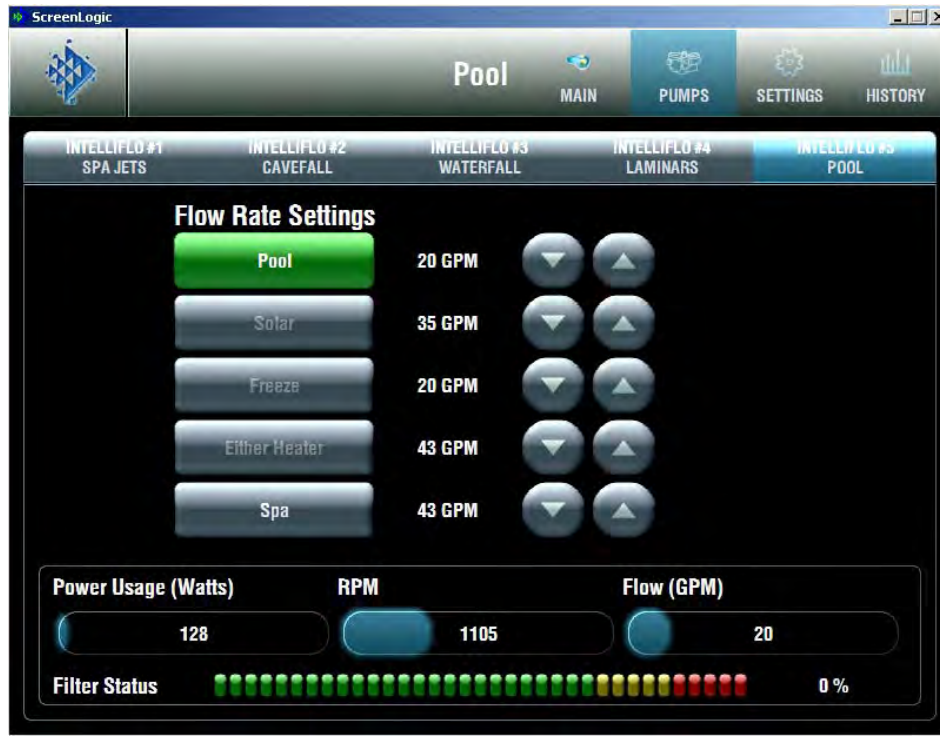 ScreenLogic
Pool
MAIN
PUMPS
SETTINGS
HISTORY
INTELLIFLO #1
SPA JETS
INTELLIFLO #2
CAVEFALL
INTELLIFLO #3
WATERFALL
INTELLIFLO #4
LAMINARS
INTELLIFLO #5
POOL
Flow Rate Settings
Pool 20 GPM
Solar 35 GPM
Freeze 20 GPM
Either Heater 43 GPM
Spa 43 GPM
Power Usage (Watts) RPM Flow (GPM)
128 1105 20
Filter Status 0 %